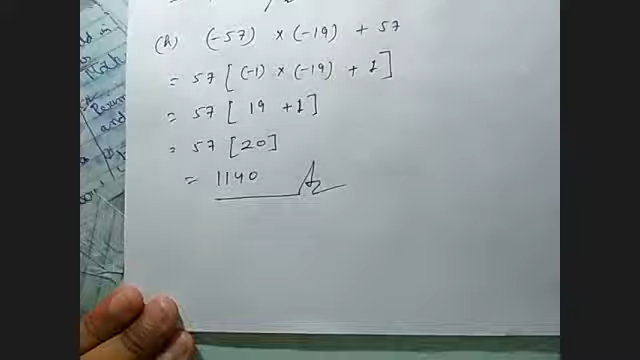 (h) (-57) × (-19) + 57
= 57 [ (-1) × (-19) + 1 ]
= 57 [ 19 + 1 ]
= 57 [20]
= 1140